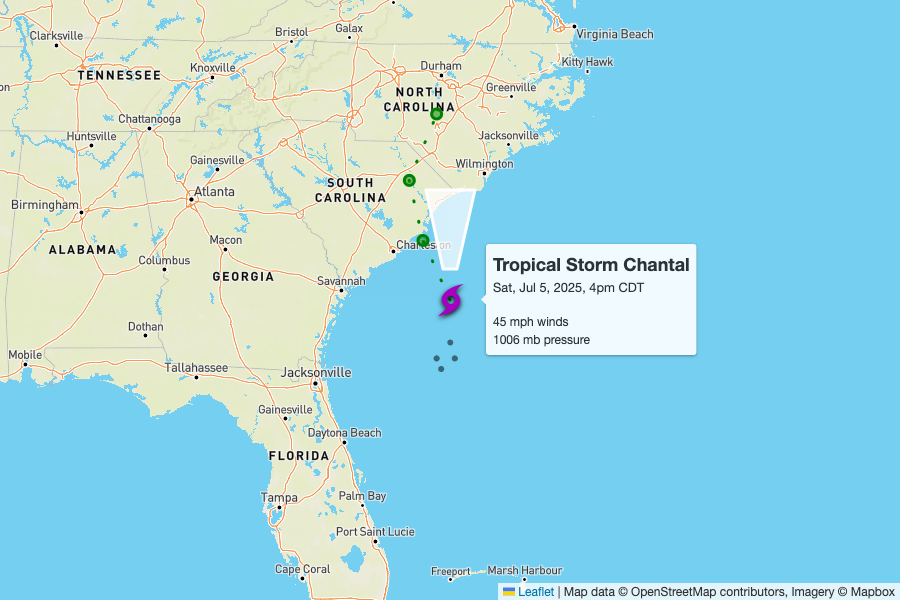 Clarksville
Bristol
Galax
Virginia Beach
TENNESSEE
Knoxville
Durham
Kitty Hawk
on
NORTH
CAROLINA
Greenville
Chattanooga
Huntsville
Jacksonville
Gainesville
Wilmington
Atlanta
SOUTH
CAROLINA
Birmingham
ALABAMA
Macon
Charleston
Columbus
GEORGIA
Savannah
Tropical Storm Chantal
Sat, Jul 5, 2025, 4pm CDT
45 mph winds
1006 mb pressure
Dothan
Mobile
Tallahassee
Jacksonville
Gainesville
Daytona Beach
FLORIDA
Tampa
Palm Bay
Port Saint Lucie
Cape Coral
Freeport
Marsh Harbour
Leaflet | Map data © OpenStreetMap contributors, Imagery © Mapbox